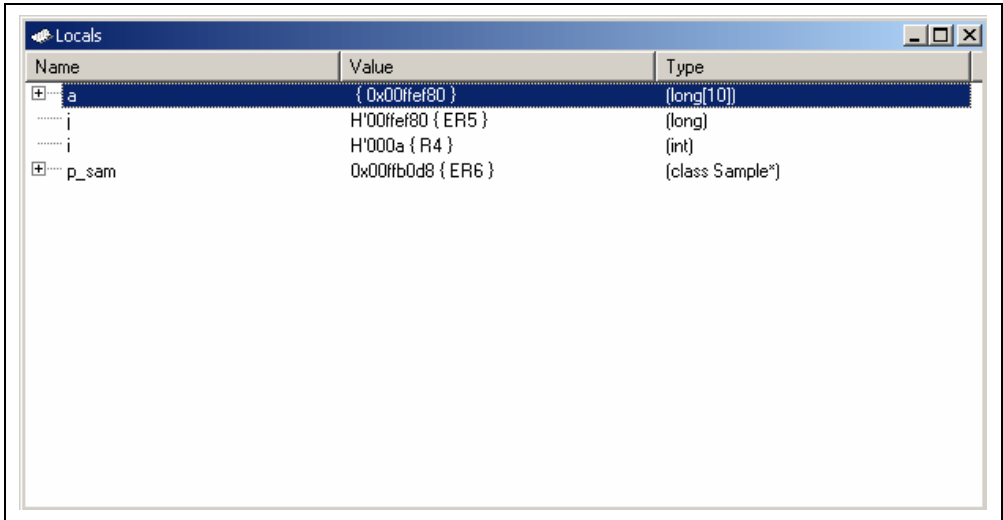 Locals
Name Value Type
a { 0x00ffef80 } (long[10])
j H'00ffef80 { ER5 } (long)
i H'000a { R4 } (int)
p_sam 0x00ffb0d8 { ER6 } (class Sample*)